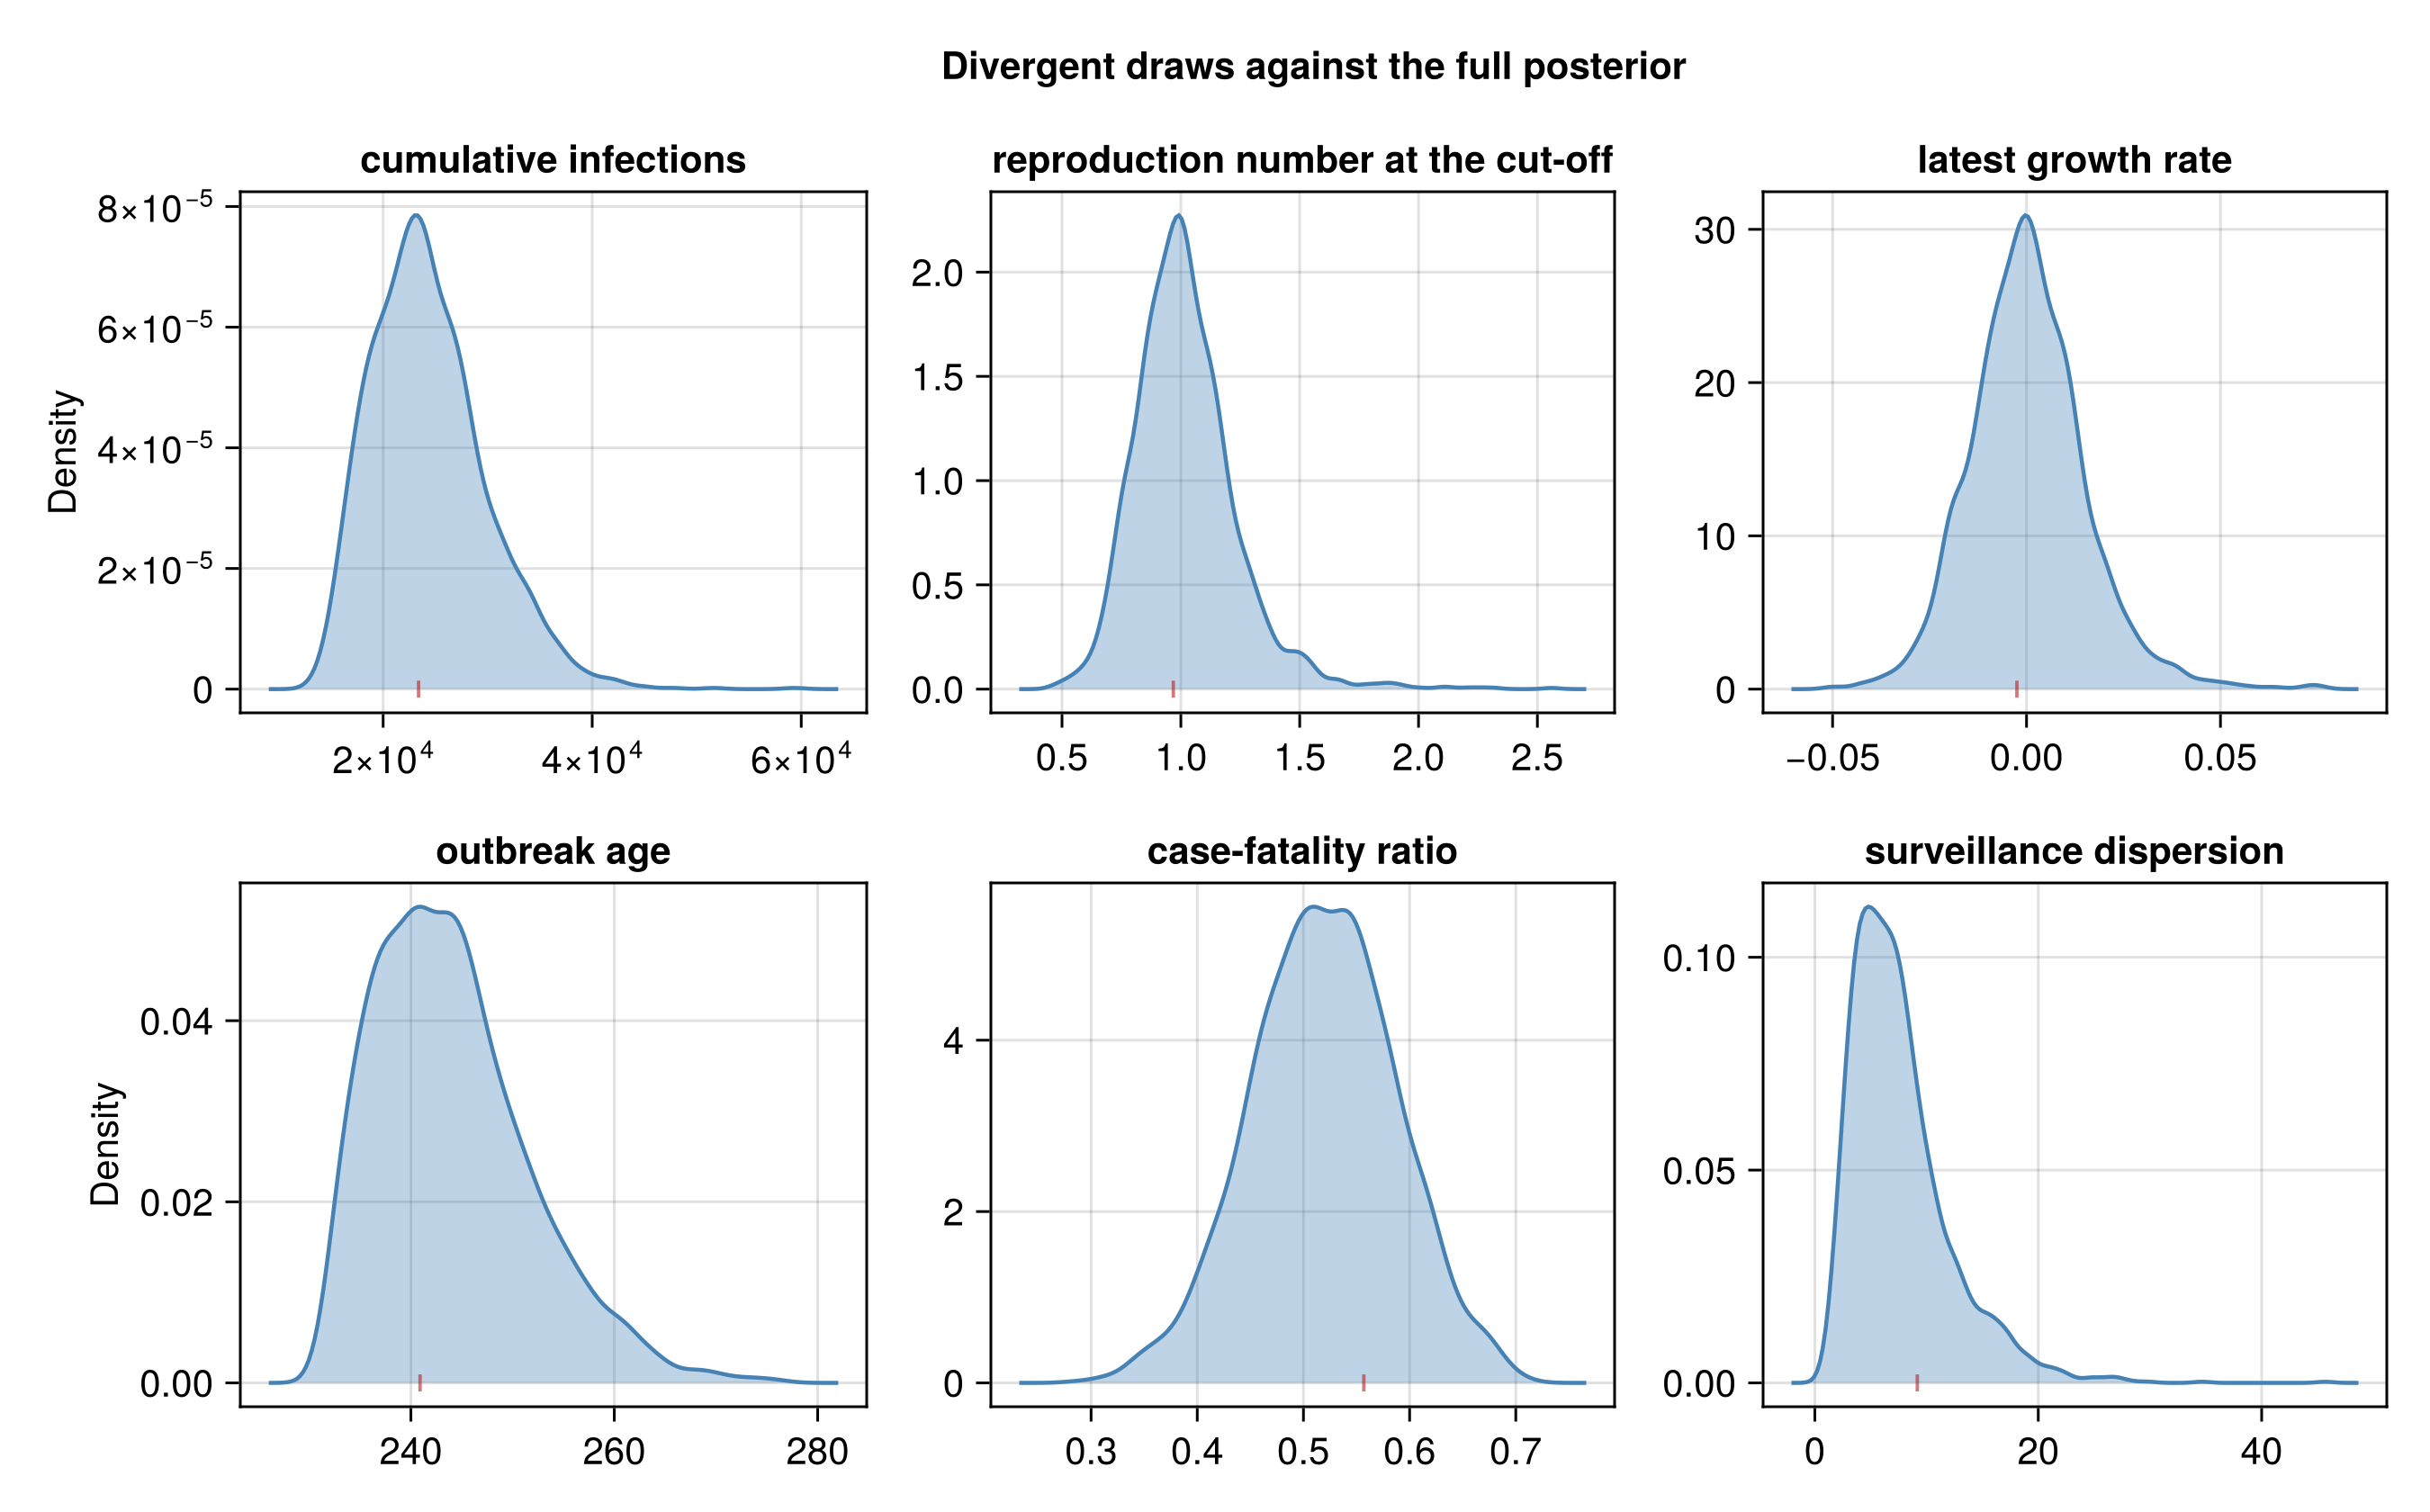 Divergent draws against the full posterior
cumulative infections
Density
8×10⁻⁵
6×10⁻⁵
4×10⁻⁵
2×10⁻⁵
0
2×10⁴ 4×10⁴ 6×10⁴
reproduction number at the cut-off
2.0
1.5
1.0
0.5
0.0
0.5 1.0 1.5 2.0 2.5
latest growth rate
30
20
10
0
−0.05 0.00 0.05
outbreak age
Density
0.04
0.02
0.00
240 260 280
case-fatality ratio
4
2
0
0.3 0.4 0.5 0.6 0.7
surveillance dispersion
0.10
0.05
0.00
0 20 40